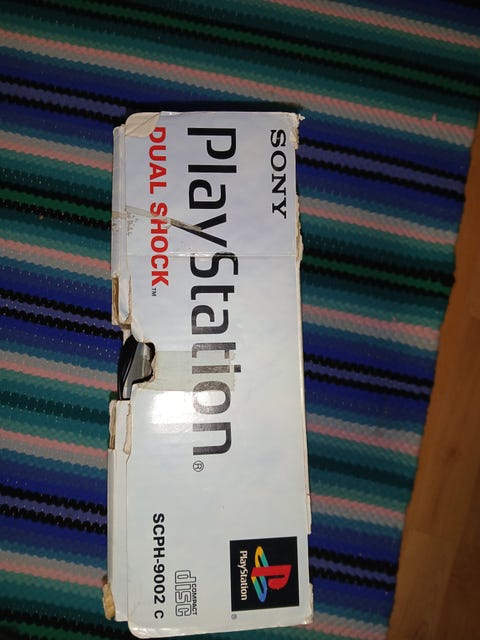 SONY
PlayStation®
DUAL SHOCK™
PlayStation
®
COMPACT
disc
SCPH-9002 C